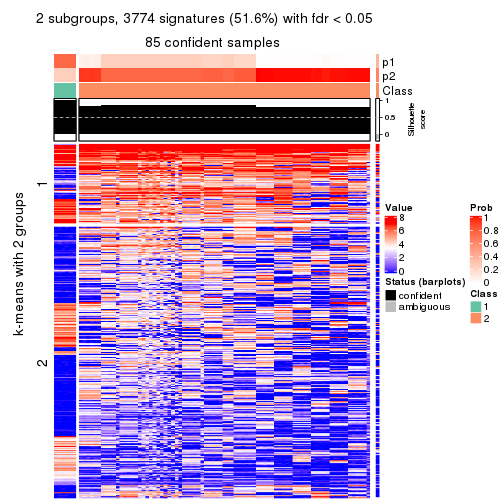 2 subgroups, 3774 signatures (51.6%) with fdr < 0.05
85 confident samples
p1
p2
Class
1
0.5
0
Silhouette
score
k-means with 2 groups
1
2
Value
8
6
4
2
0
Prob
1
0.8
0.6
0.4
0.2
0
Status (barplots)
confident
ambiguous
Class
1
2